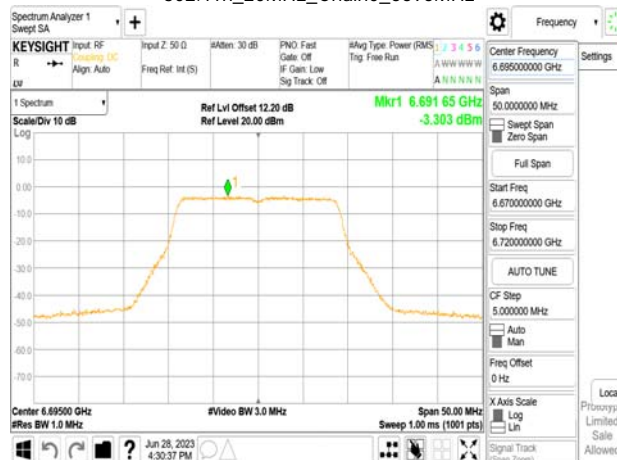 Spectrum Analyzer 1
Swept SA
Frequency
Settings
KEYSIGHT
R
Input: RF
Coupling: DC
Align: Auto
Input Z: 50 Ω
Freq Ref: Int (S)
#Atten: 30 dB
PNO: Fast
Gate: Off
IF Gain: Low
Sig Track: Off
#Avg Type: Power (RMS)
Trig: Free Run
1 2 3 4 5 6
A W W W W W
A N N N N N
1 Spectrum
Scale/Div 10 dB
Log
Ref Lvl Offset 12.20 dB
Ref Level 20.00 dBm
Mkr1 6.691 65 GHz
-3.303 dBm
10.0
0.00
-10.0
-20.0
-30.0
-40.0
-50.0
-60.0
-70.0
1
Center 6.69500 GHz
#Res BW 1.0 MHz
#Video BW 3.0 MHz
Span 50.00 MHz
Sweep 1.00 ms (1001 pts)
Center Frequency
6.695000000 GHz
Span
50.0000000 MHz
Swept Span
Zero Span
Full Span
Start Freq
6.670000000 GHz
Stop Freq
6.720000000 GHz
AUTO TUNE
CF Step
5.000000 MHz
Auto
Man
Freq Offset
0 Hz
X Axis Scale
Log
Lin
Signal Track
Loca
Limited
Sale
Allowed
Jun 28, 2023
4:30:37 PM